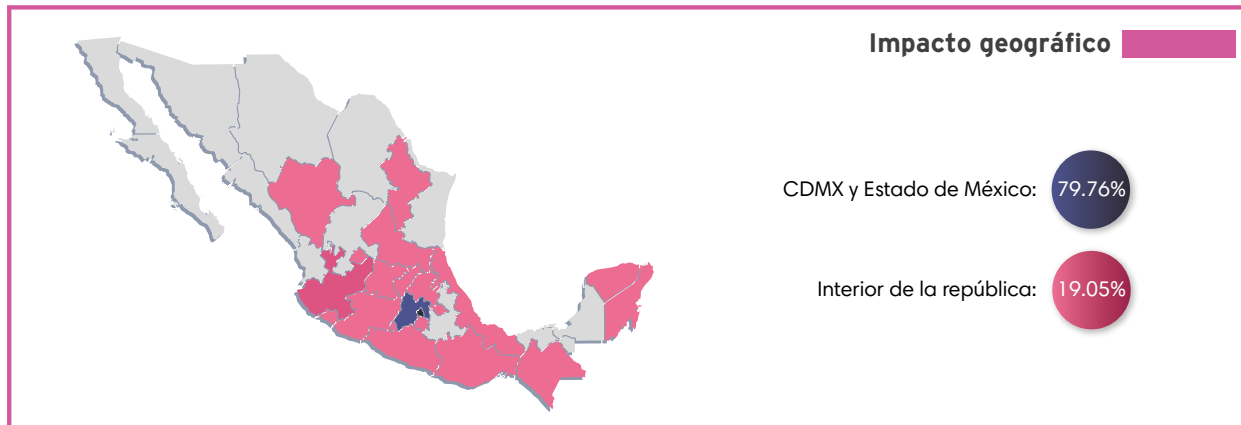 Impacto geográfico
CDMX y Estado de México: 79.76%
Interior de la república: 19.05%